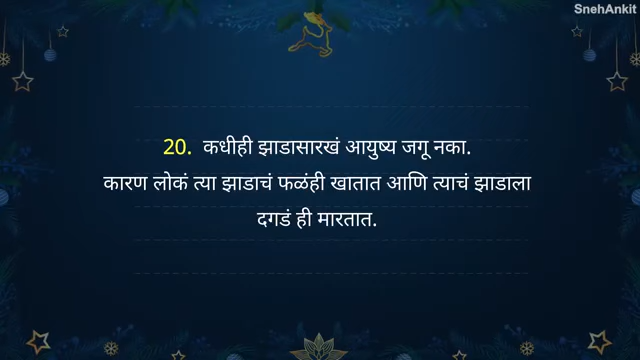 SnehAnkit
20. कधीही झाडासारखं आयुष्य जगू नका.
कारण लोकं त्या झाडाचं फळंही खातात आणि त्याचं झाडाला
दगडं ही मारतात.